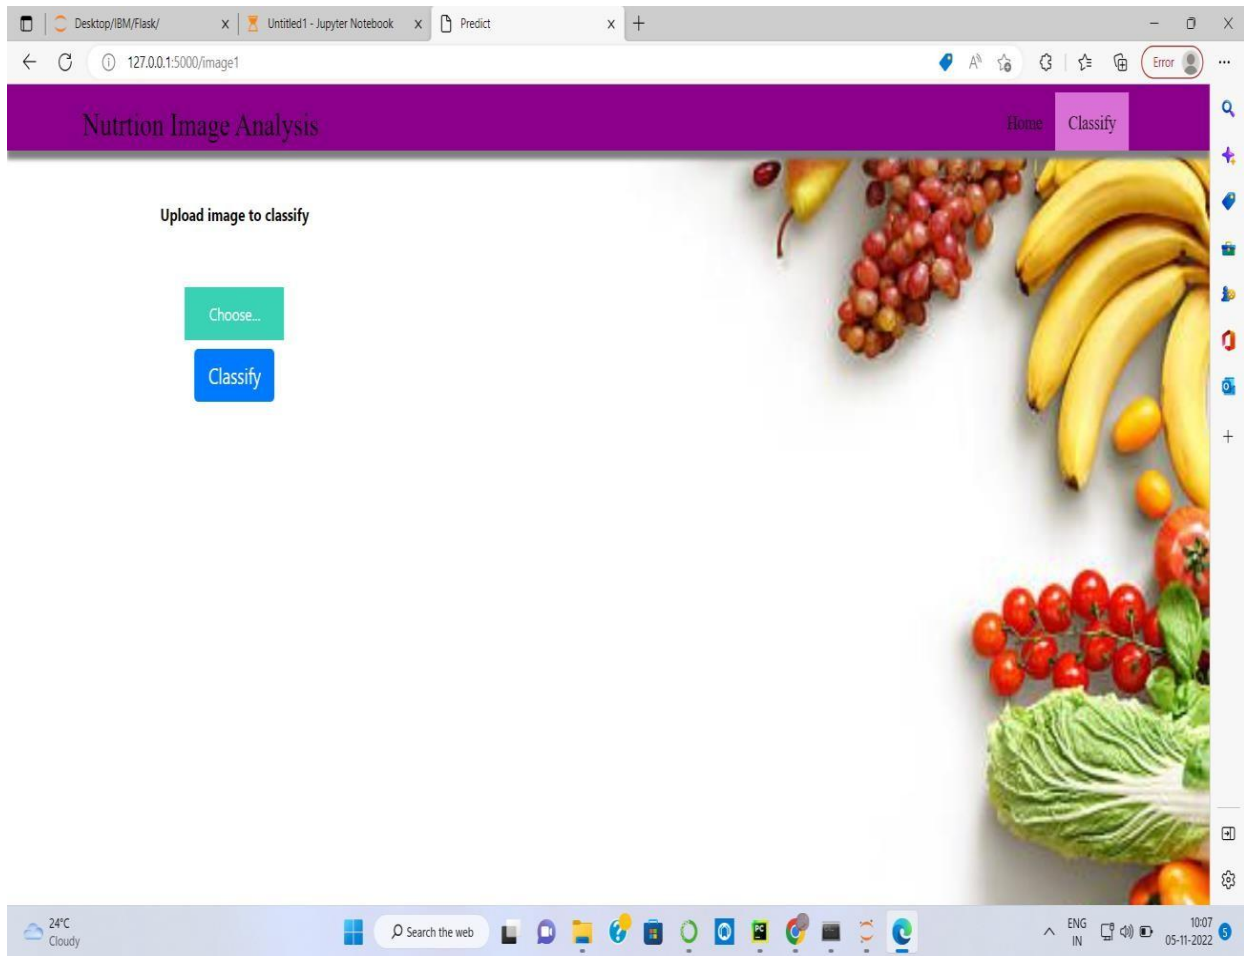 Desktop/IBM/Flask/
Untitled1 - Jupyter Notebook
Predict
127.0.0.1:5000/image1
Error
Nutrtion Image Analysis
Home
Classify
Upload image to classify
Choose...
Classify
24°C
Cloudy
Search the web
ENG
IN
10:07
05-11-2022
5